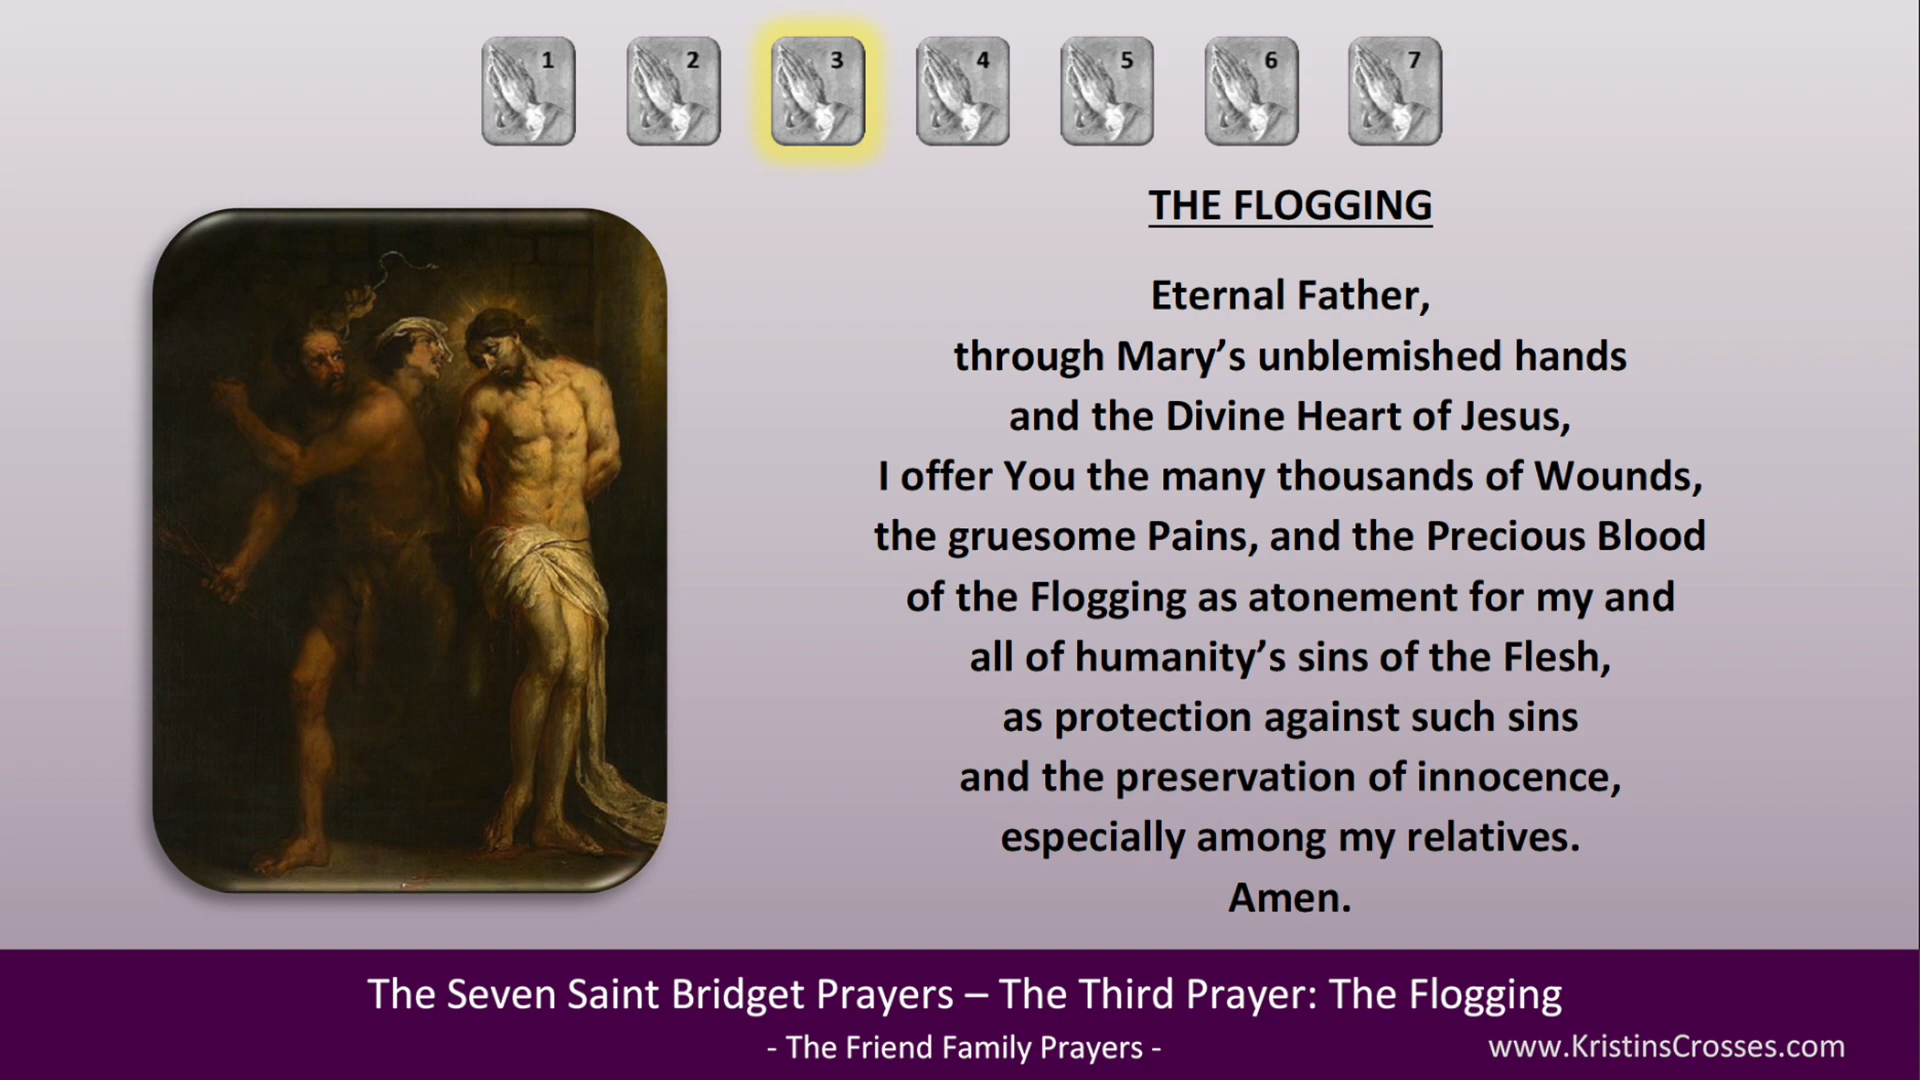 1 2 3 4 5 6 7
THE FLOGGING
Eternal Father,
through Mary’s unblemished hands
and the Divine Heart of Jesus,
I offer You the many thousands of Wounds,
the gruesome Pains, and the Precious Blood
of the Flogging as atonement for my and
all of humanity’s sins of the Flesh,
as protection against such sins
and the preservation of innocence,
especially among my relatives.
Amen.
The Seven Saint Bridget Prayers – The Third Prayer: The Flogging
- The Friend Family Prayers -
www.KristinsCrosses.com